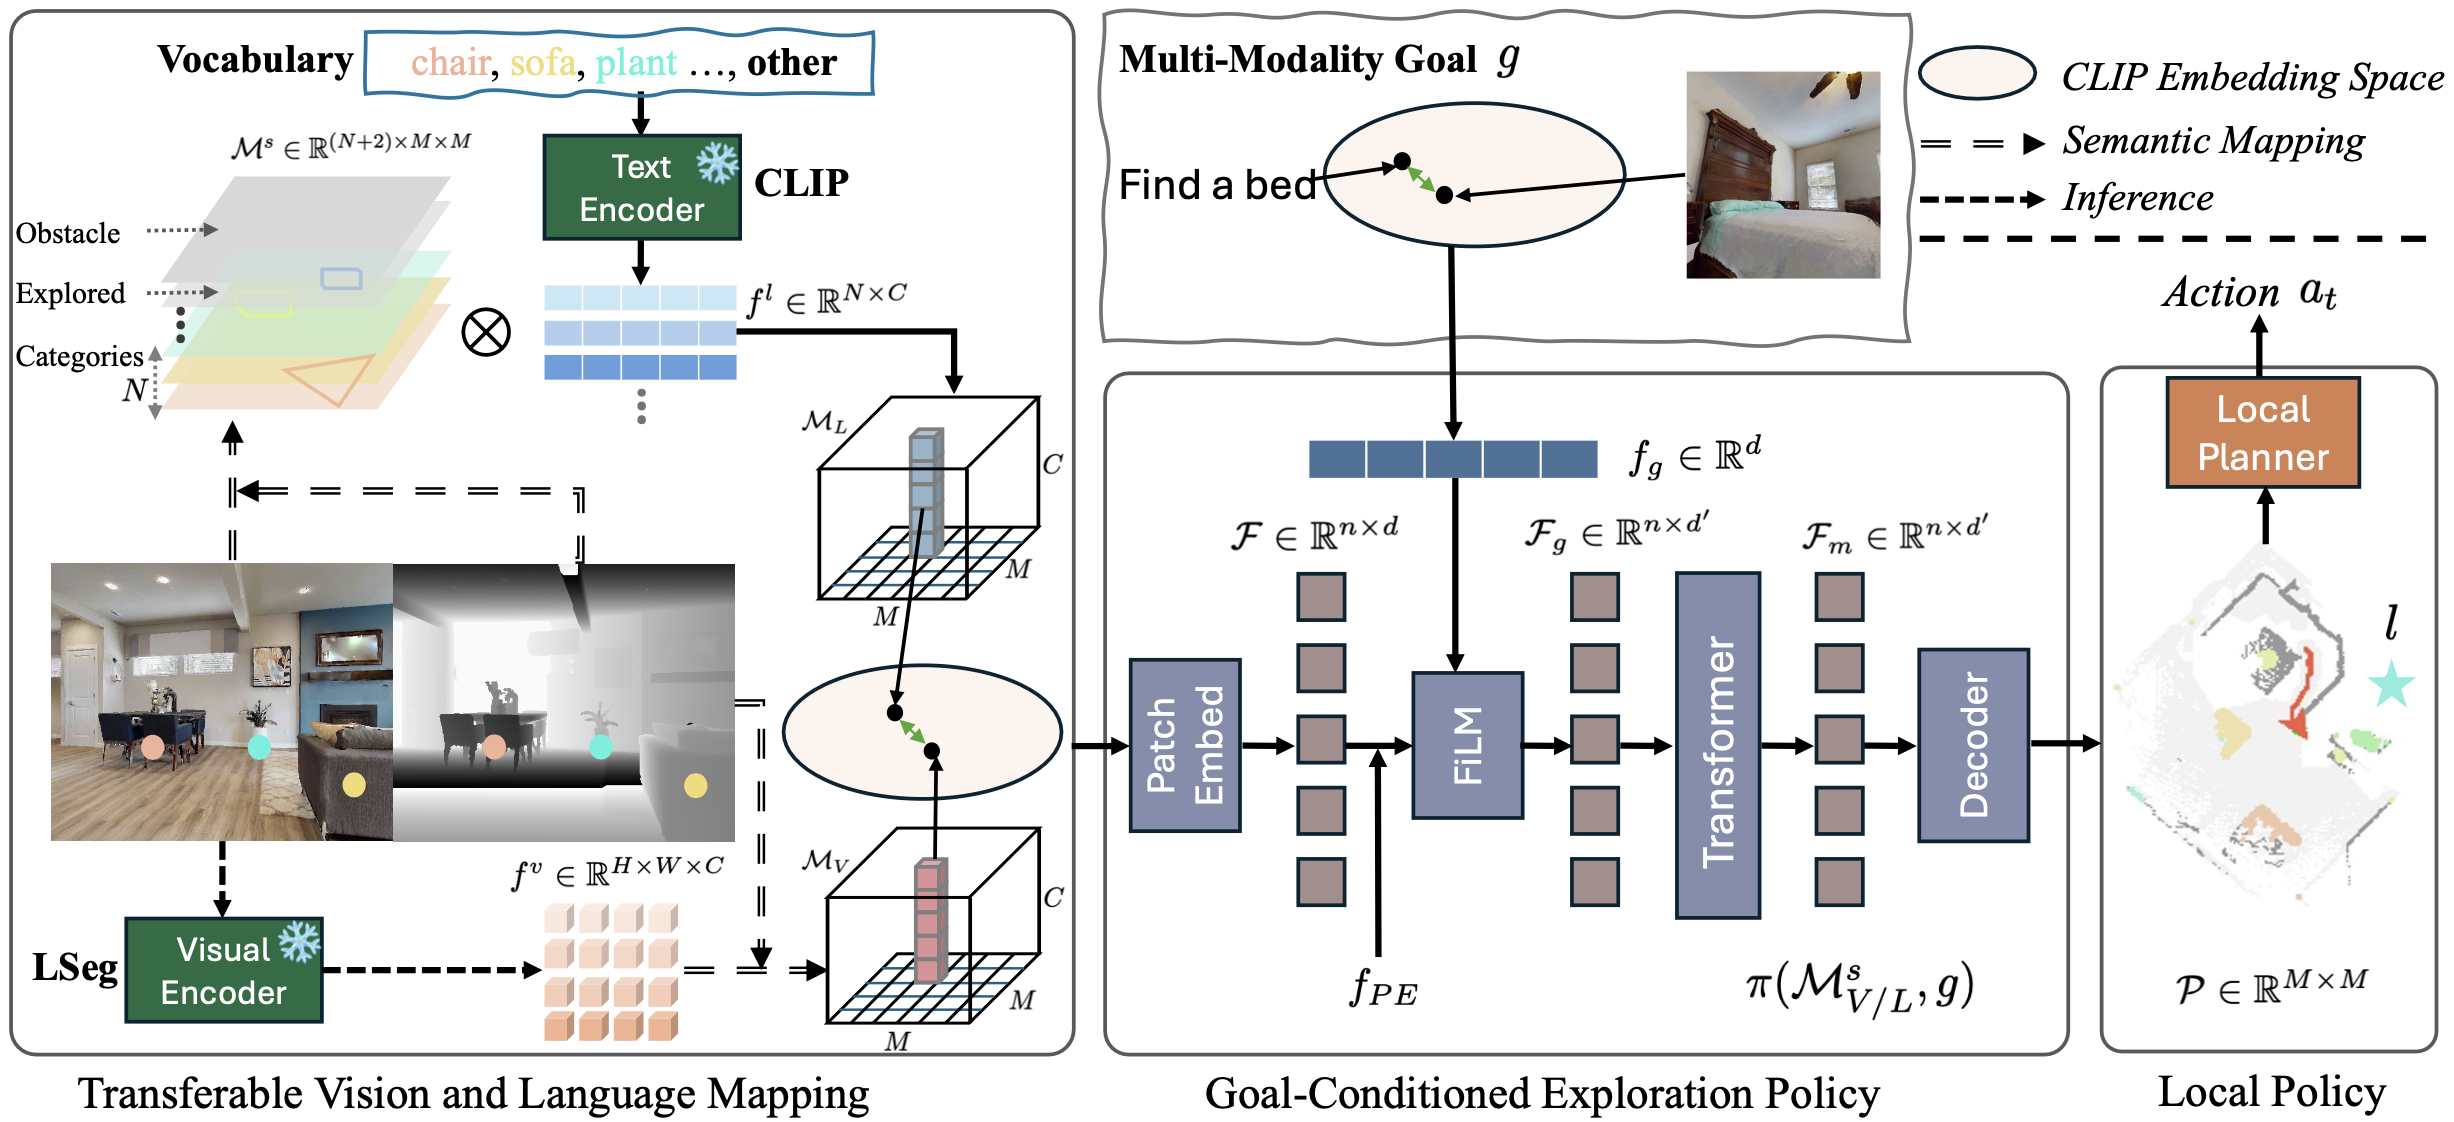 Vocabulary
chair, sofa, plant ..., other
$\mathcal{M}^s \in \mathbb{R}^{(N+2)\times M\times M}$
Text
Encoder
CLIP
Obstacle
Explored
Categories
$N$
$f^l \in \mathbb{R}^{N\times C}$
$\mathcal{M}_L$
$C$
$M$
$M$
$f^v \in \mathbb{R}^{H\times W\times C}$
$\mathcal{M}_V$
$C$
$M$
$M$
LSeg
Visual
Encoder
Transferable Vision and Language Mapping
Multi-Modality Goal $g$
Find a bed
CLIP Embedding Space
Semantic Mapping
Inference
$f_g \in \mathbb{R}^d$
$\mathcal{F} \in \mathbb{R}^{n\times d}$
$\mathcal{F}_g \in \mathbb{R}^{n\times d'}$
$\mathcal{F}_m \in \mathbb{R}^{n\times d'}$
Patch
Embed
FiLM
Transformer
Decoder
$f_{PE}$
$\pi(\mathcal{M}^s_{V/L}, g)$
Goal-Conditioned Exploration Policy
Action $a_t$
Local
Planner
$l$
$\mathcal{P} \in \mathbb{R}^{M\times M}$
Local Policy